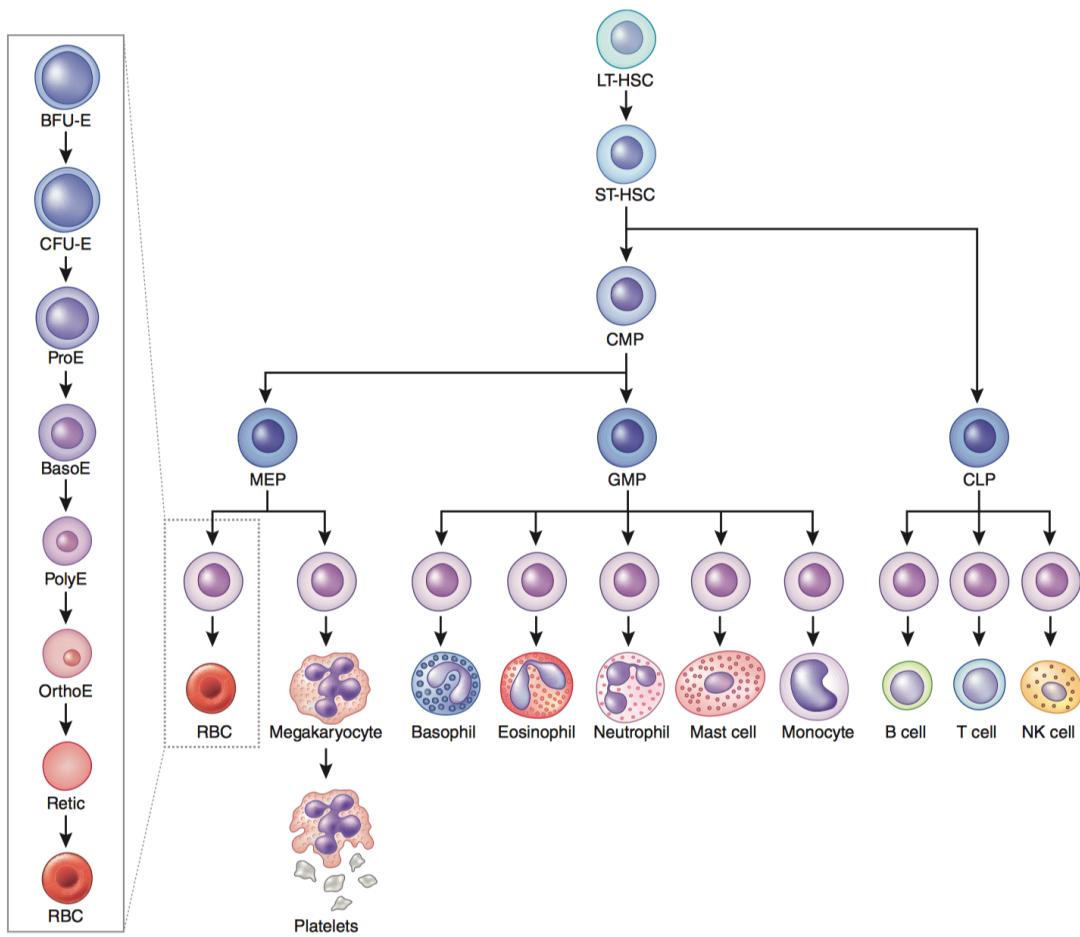 BFU-E
CFU-E
ProE
BasoE
PolyE
OrthoE
Retic
RBC
LT-HSC
ST-HSC
CMP
MEP
GMP
CLP
RBC
Megakaryocyte
Basophil
Eosinophil
Neutrophil
Mast cell
Monocyte
B cell
T cell
NK cell
Platelets